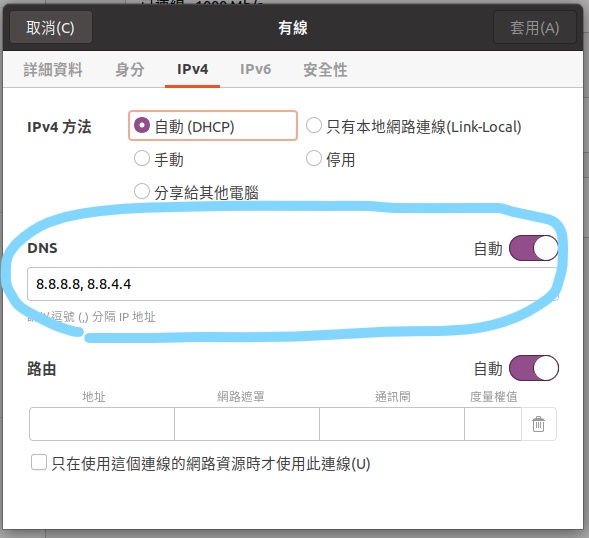 取消(C) 有線 套用(A)
詳細資料 身分 IPv4 IPv6 安全性
IPv4 方法 自動 (DHCP) 只有本地網路連線(Link-Local)
手動 停用
分享給其他電腦
DNS 自動
8.8.8.8, 8.8.4.4
以逗號 (,) 分隔 IP 地址
路由 自動
地址 網路遮罩 通訊閘 度量權值
只在使用這個連線的網路資源時才使用此連線(U)